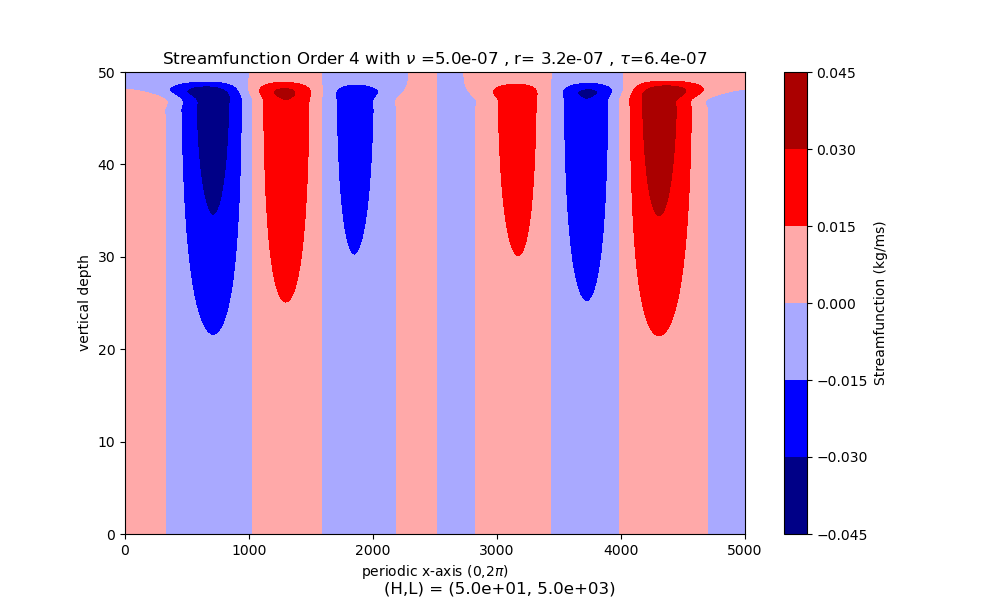 Streamfunction Order 4 with ν =5.0e-07 , r= 3.2e-07 , τ=6.4e-07
50
40
30
20
10
0
vertical depth
0 1000 2000 3000 4000 5000
periodic x-axis (0,2π)
(H,L) = (5.0e+01, 5.0e+03)
0.045
0.030
0.015
0.000
−0.015
−0.030
−0.045
Streamfunction (kg/ms)